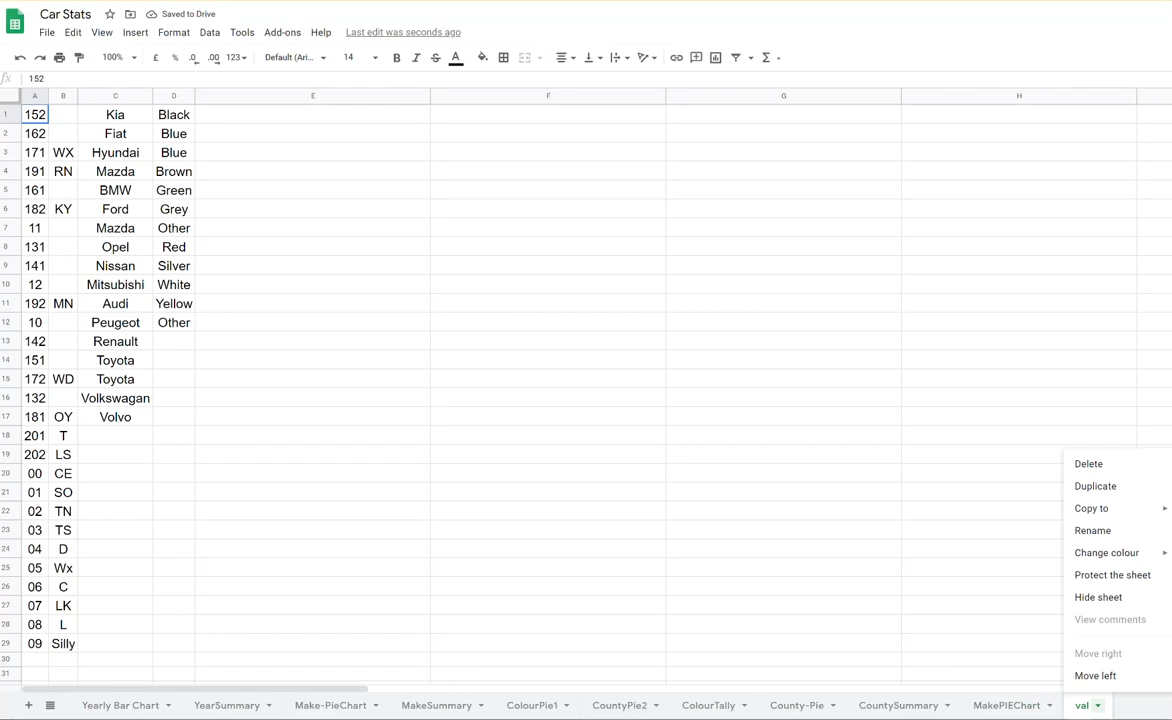 Car Stats Saved to Drive
File Edit View Insert Format Data Tools Add-ons Help Last edit was seconds ago
100% £ % .0 .00 123 Default (Ari... 14 B I S A Σ
fx 152
A B C D E F G H
1 152 Kia Black
2 162 Fiat Blue
3 171 WX Hyundai Blue
4 191 RN Mazda Brown
5 161 BMW Green
6 182 KY Ford Grey
7 11 Mazda Other
8 131 Opel Red
9 141 Nissan Silver
10 12 Mitsubishi White
11 192 MN Audi Yellow
12 10 Peugeot Other
13 142 Renault
14 151 Toyota
15 172 WD Toyota
16 132 Volkswagan
17 181 OY Volvo
18 201 T
19 202 LS
20 00 CE
21 01 SO
22 02 TN
23 03 TS
24 04 D
25 05 Wx
26 06 C
27 07 LK
28 08 L
29 09 Silly
30
31
Delete
Duplicate
Copy to
Rename
Change colour
Protect the sheet
Hide sheet
View comments
Move right
Move left
+ Yearly Bar Chart YearSummary Make-PieChart MakeSummary ColourPie1 CountyPie2 ColourTally County-Pie CountySummary MakePIEChart val